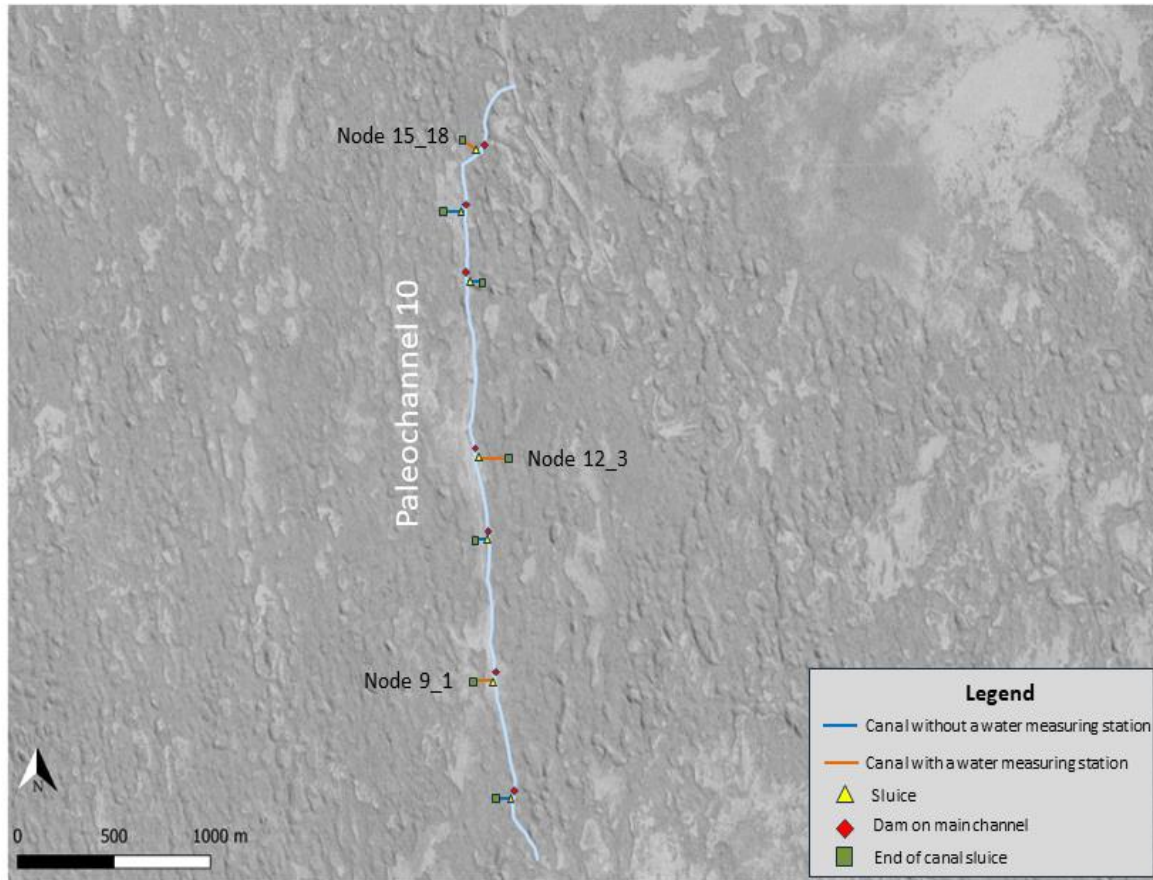 Node 15_18
Paleochannel 10
Node 12_3
Node 9_1
N
0 500 1000 m
Legend
Canal without a water measuring station
Canal with a water measuring station
Sluice
Dam on main channel
End of canal sluice